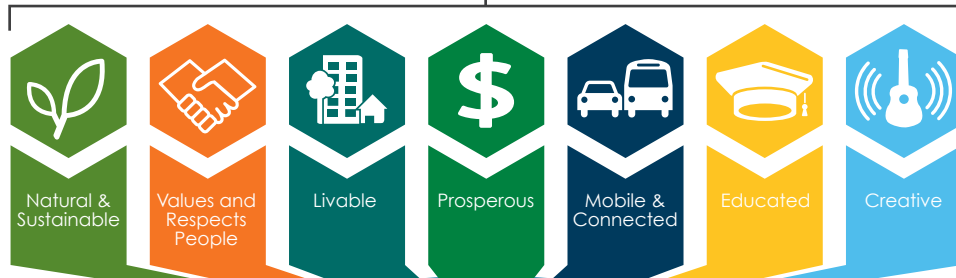 Natural &
Sustainable
Values and
Respects
People
Livable
Prosperous
Mobile &
Connected
Educated
Creative